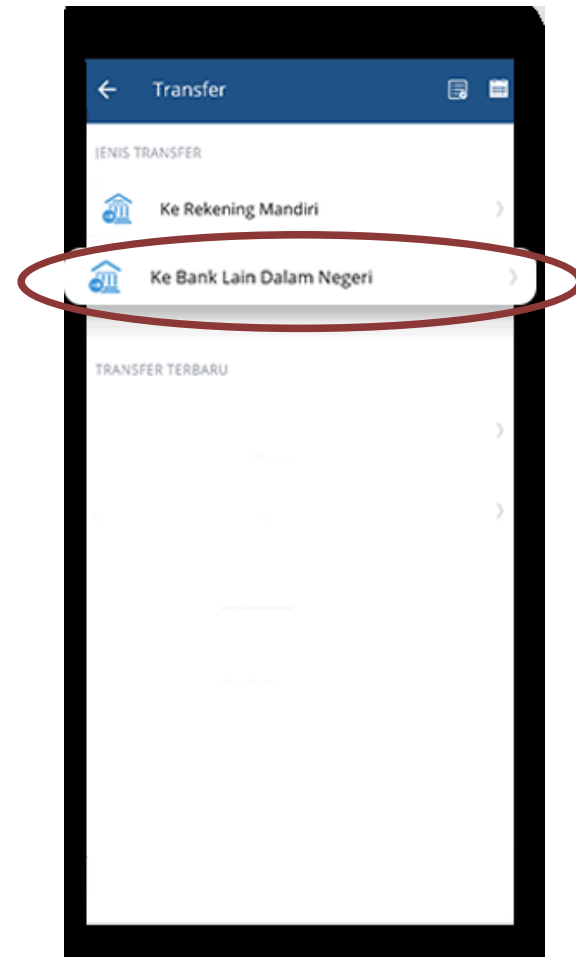 Transfer
JENIS TRANSFER
Ke Rekening Mandiri
Ke Bank Lain Dalam Negeri
TRANSFER TERBARU